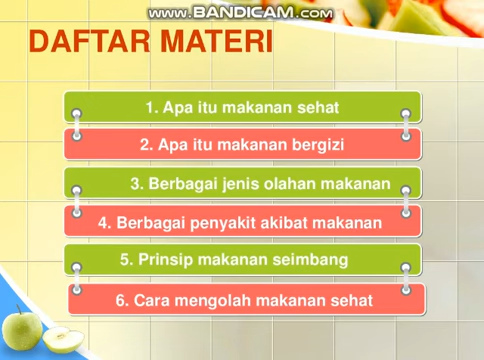 www.BANDICAM.com
DAFTAR MATERI
1. Apa itu makanan sehat
2. Apa itu makanan bergizi
3. Berbagai jenis olahan makanan
4. Berbagai penyakit akibat makanan
5. Prinsip makanan seimbang
6. Cara mengolah makanan sehat